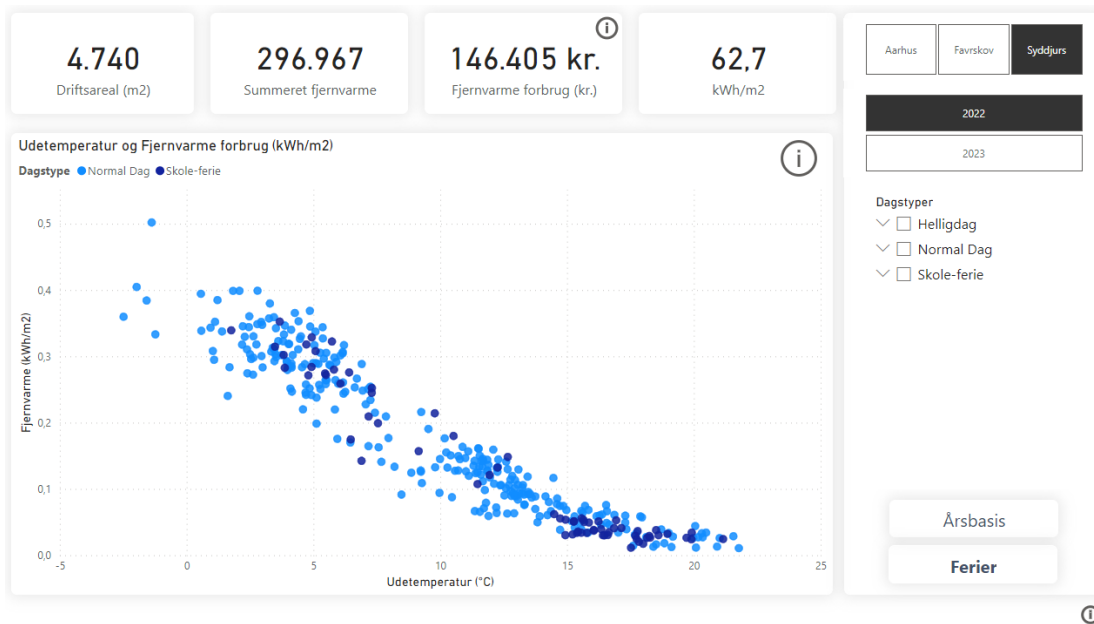 4.740
Driftsareal (m2)
296.967
Summeret fjernvarme
146.405 kr.
Fjernvarme forbrug (kr.)
62,7
kWh/m2
Aarhus
Favrskov
Syddjurs
2022
2023
Dagstyper
Helligdag
Normal Dag
Skole-ferie
Årsbasis
Ferier
Udetemperatur og Fjernvarme forbrug (kWh/m2)
Dagstype Normal Dag Skole-ferie
Fjernvarme (kWh/m2)
0,5
0,4
0,3
0,2
0,1
0,0
-5 0 5 10 15 20 25
Udetemperatur (°C)